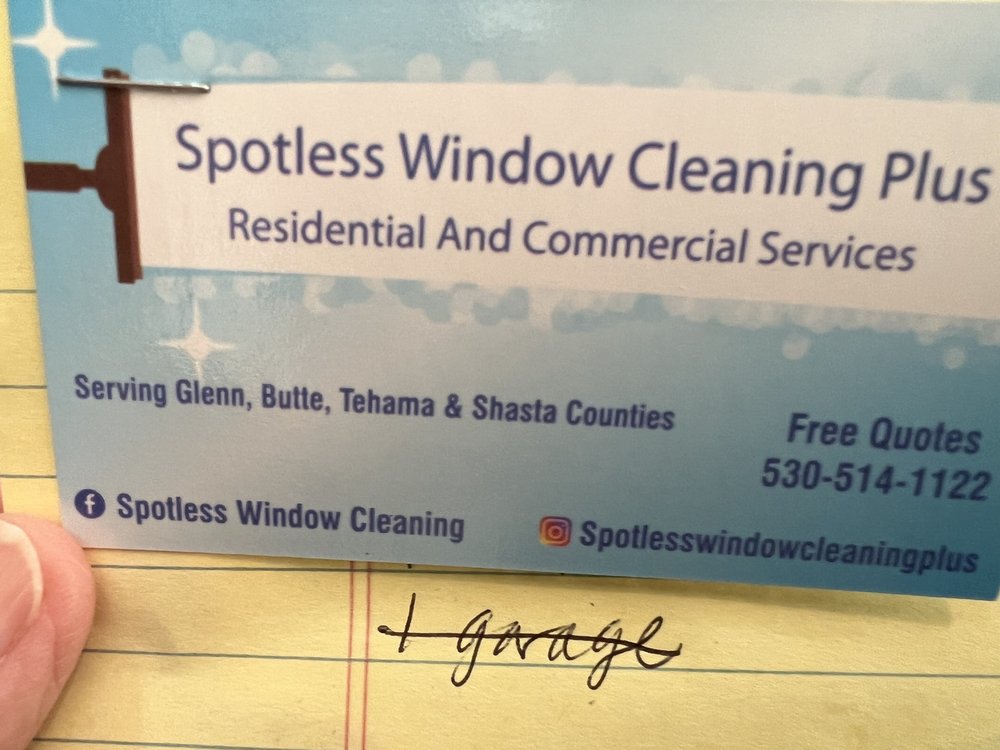 Spotless Window Cleaning Plus
Residential And Commercial Services
Serving Glenn, Butte, Tehama & Shasta Counties
Free Quotes
530-514-1122
Spotless Window Cleaning
Spotlesswindowcleaningplus
+ garage